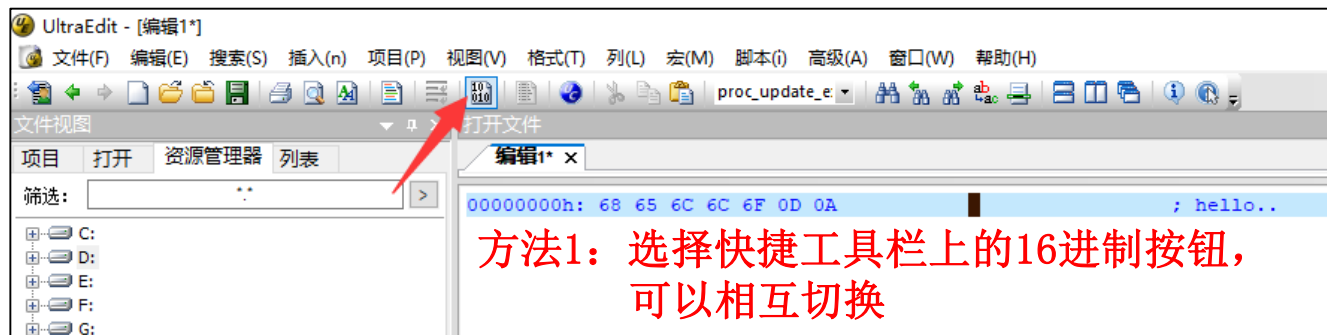 UltraEdit - [编辑1*]
文件(F) 编辑(E) 搜索(S) 插入(n) 项目(P) 视图(V) 格式(T) 列(L) 宏(M) 脚本(i) 高级(A) 窗口(W) 帮助(H)
proc_update_e:
文件视图 打开文件
项目 打开 资源管理器 列表 编辑1* ×
筛选: *.* >
00000000h: 68 65 6C 6C 6F 0D 0A ; hello..
C:
D:
E:
F:
G:
方法1：选择快捷工具栏上的16进制按钮，
可以相互切换